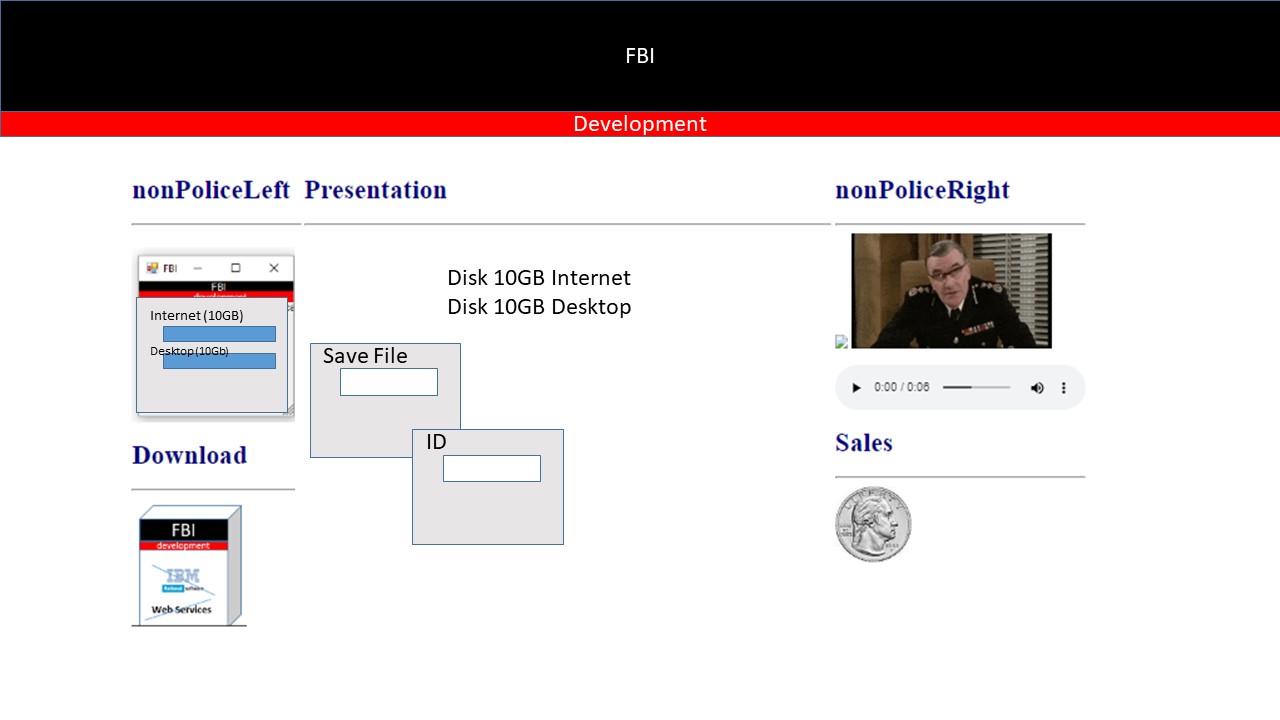 FBI
Development
nonPoliceLeft
Presentation
nonPoliceRight
FBI
FBI
development
Internet (10GB)
Desktop (10Gb)
Disk 10GB Internet
Disk 10GB Desktop
Save File
ID
0:00 / 0:06
Download
FBI
development
IBM
Rational software
Web Services
Sales
LIBERTY